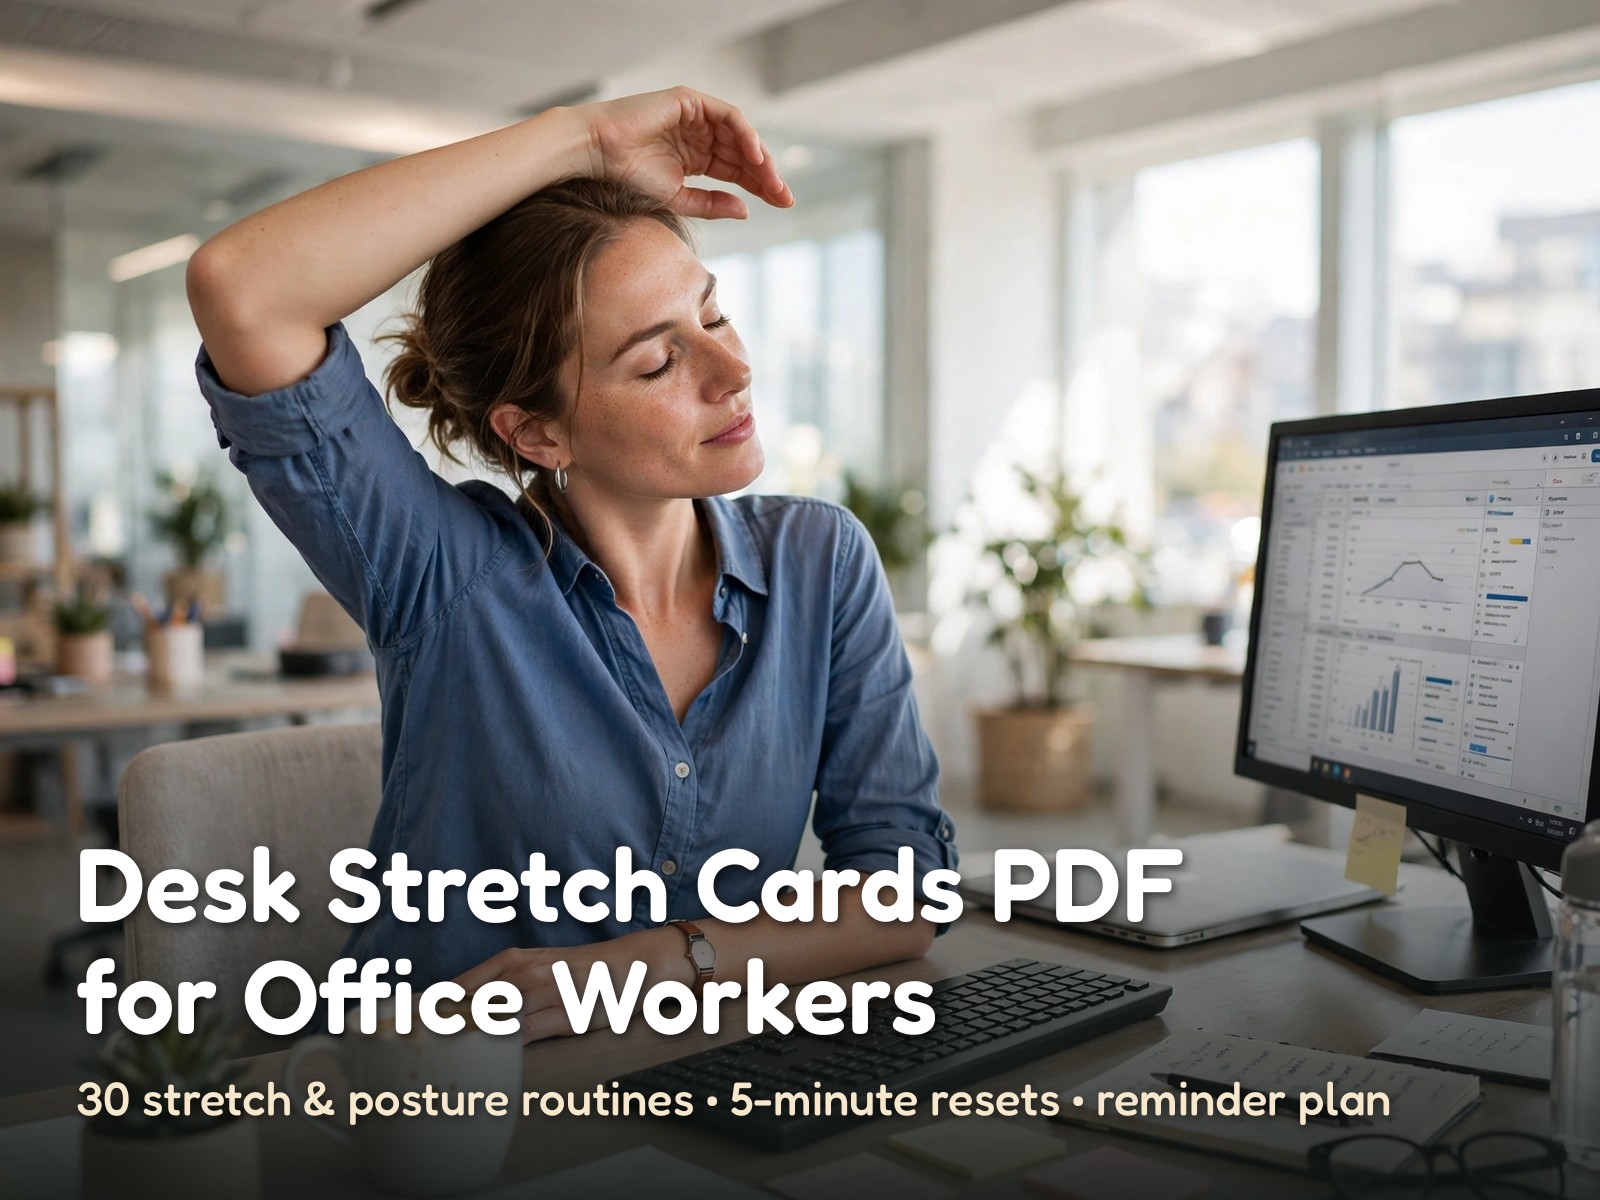 Desk Stretch Cards PDF
for Office Workers
30 stretch & posture routines • 5-minute resets • reminder plan